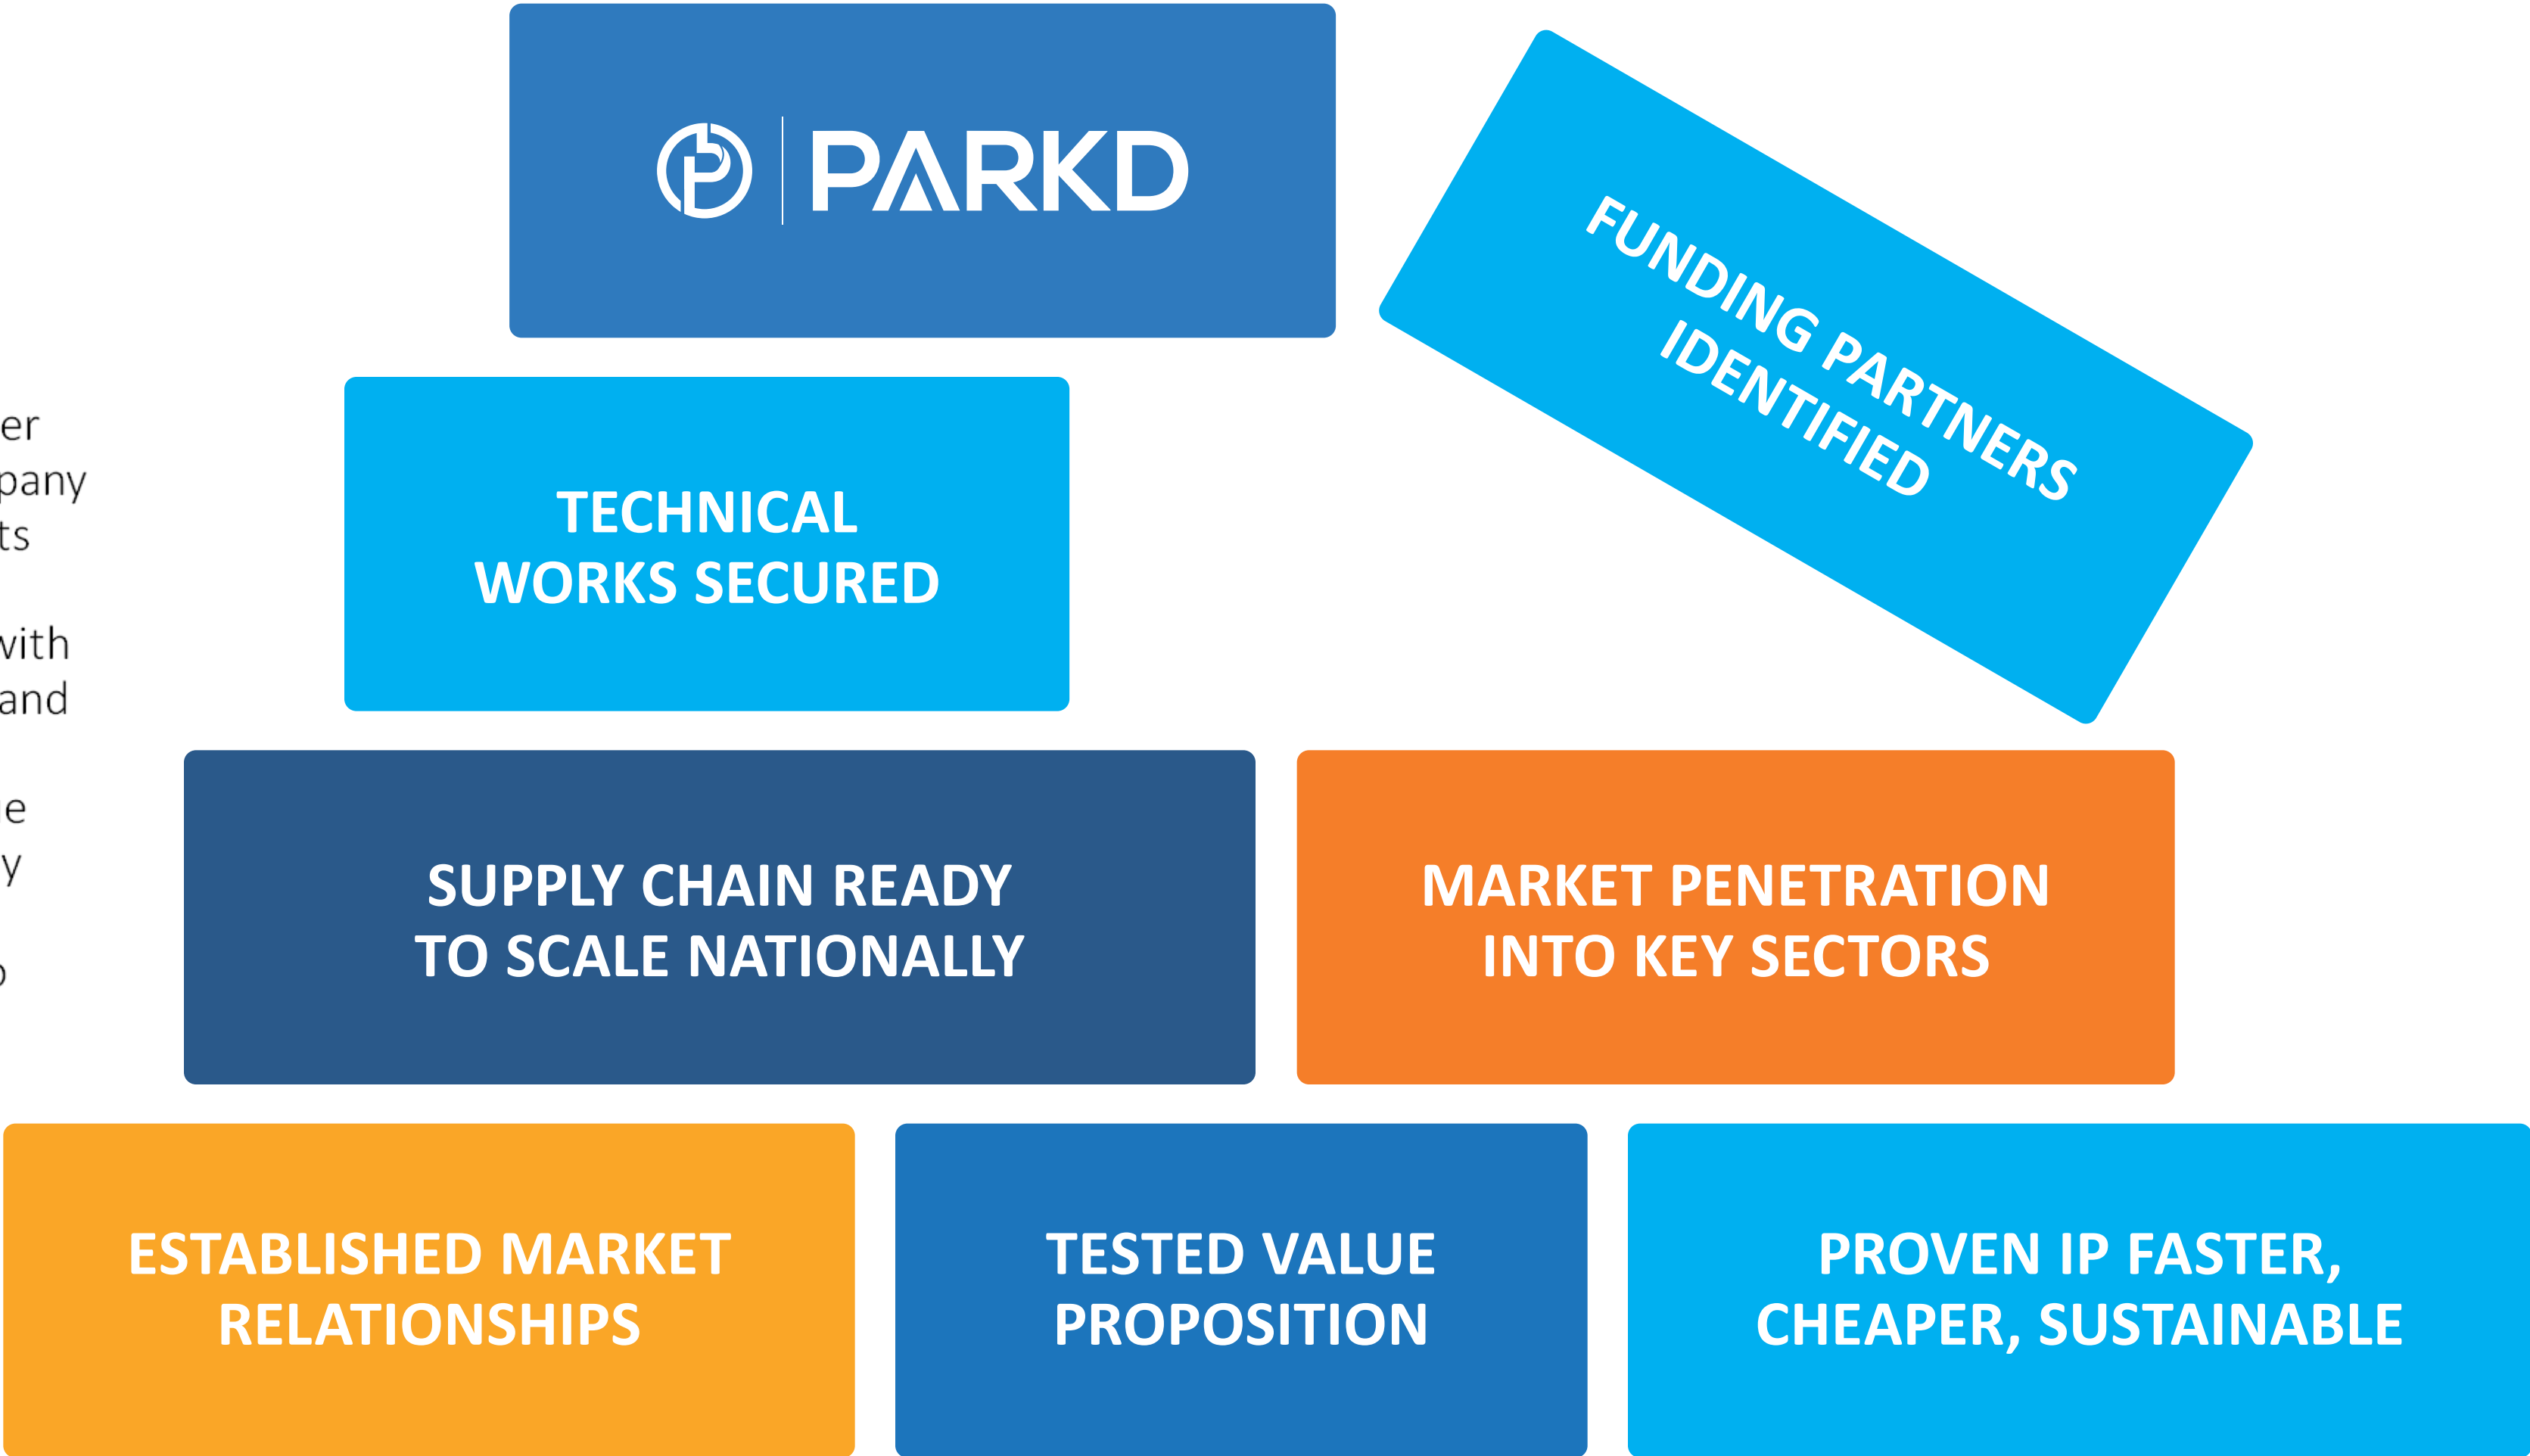 PARKD
FUNDING PARTNERS
IDENTIFIED
TECHNICAL
WORKS SECURED
and
SUPPLY CHAIN READY
TO SCALE NATIONALLY
MARKET PENETRATION
INTO KEY SECTORS
ESTABLISHED MARKET
RELATIONSHIPS
TESTED VALUE
PROPOSITION
PROVEN IP FASTER,
CHEAPER, SUSTAINABLE